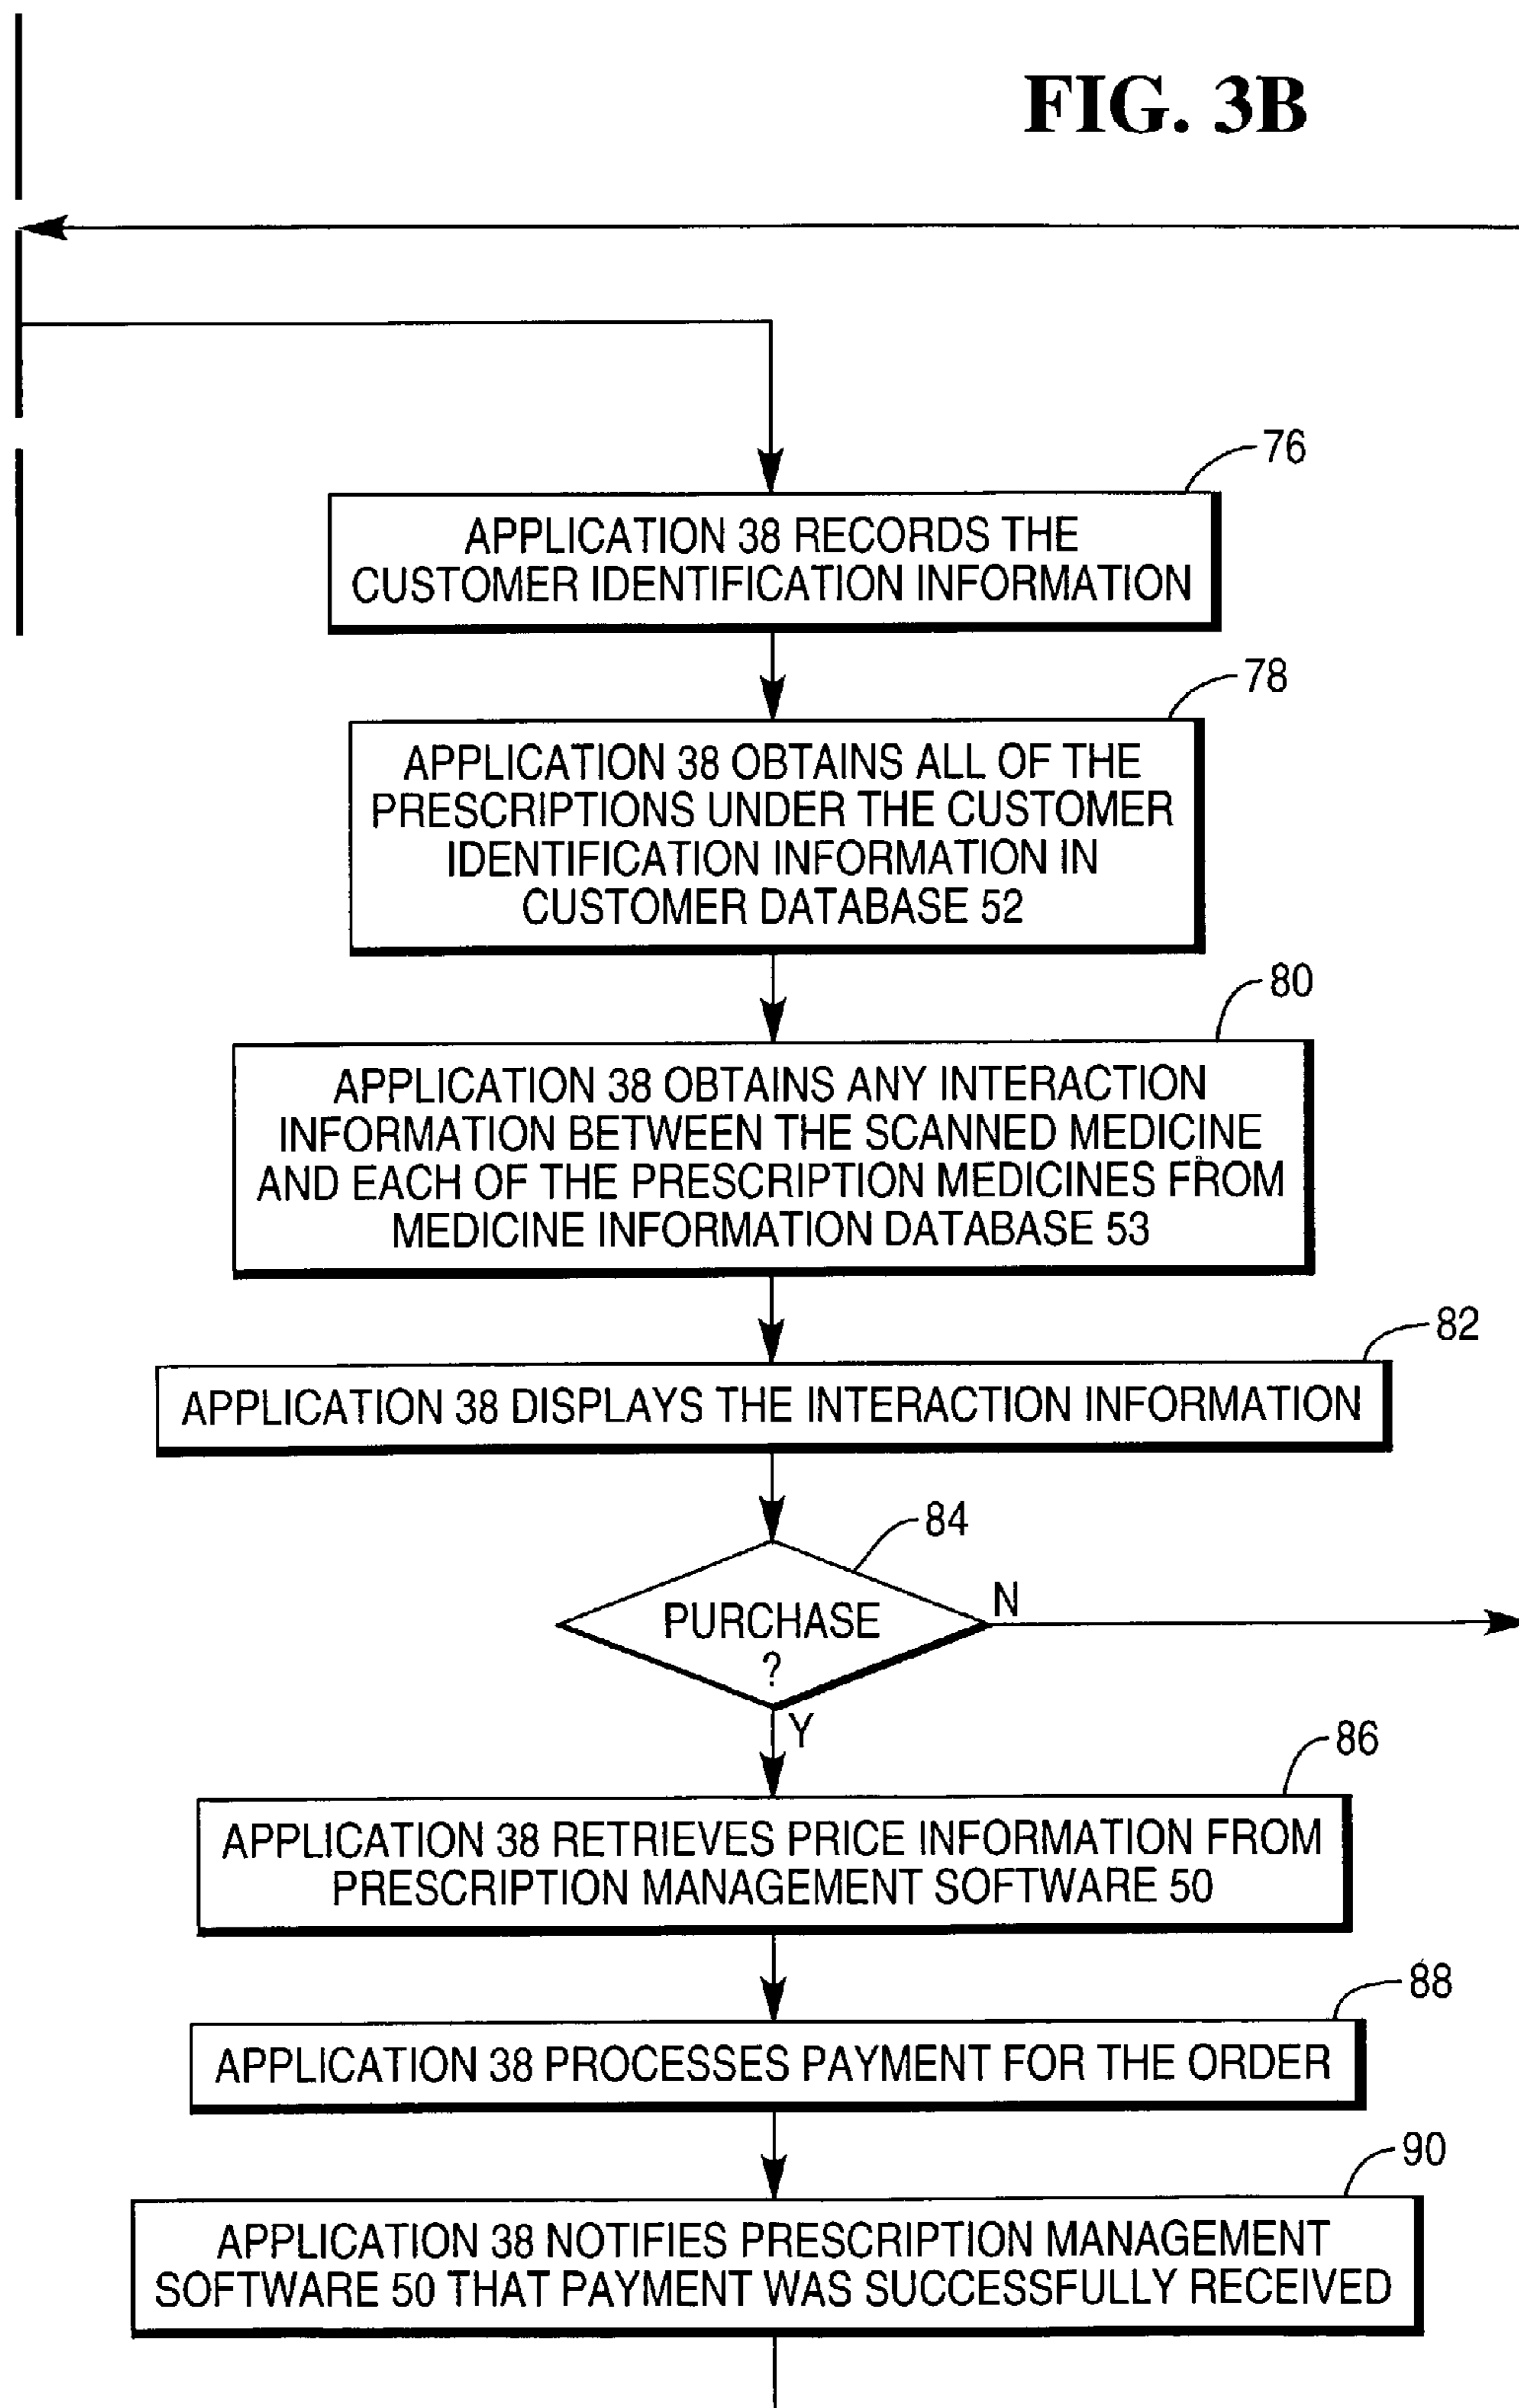 FIG. 3B
76
APPLICATION 38 RECORDS THE
CUSTOMER IDENTIFICATION INFORMATION
78
APPLICATION 38 OBTAINS ALL OF THE
PRESCRIPTIONS UNDER THE CUSTOMER
IDENTIFICATION INFORMATION IN
CUSTOMER DATABASE 52
80
APPLICATION 38 OBTAINS ANY INTERACTION
INFORMATION BETWEEN THE SCANNED MEDICINE
AND EACH OF THE PRESCRIPTION MEDICINES FROM
MEDICINE INFORMATION DATABASE 53
82
APPLICATION 38 DISPLAYS THE INTERACTION INFORMATION
84
PURCHASE
?
N
Y
86
APPLICATION 38 RETRIEVES PRICE INFORMATION FROM
PRESCRIPTION MANAGEMENT SOFTWARE 50
88
APPLICATION 38 PROCESSES PAYMENT FOR THE ORDER
90
APPLICATION 38 NOTIFIES PRESCRIPTION MANAGEMENT
SOFTWARE 50 THAT PAYMENT WAS SUCCESSFULLY RECEIVED